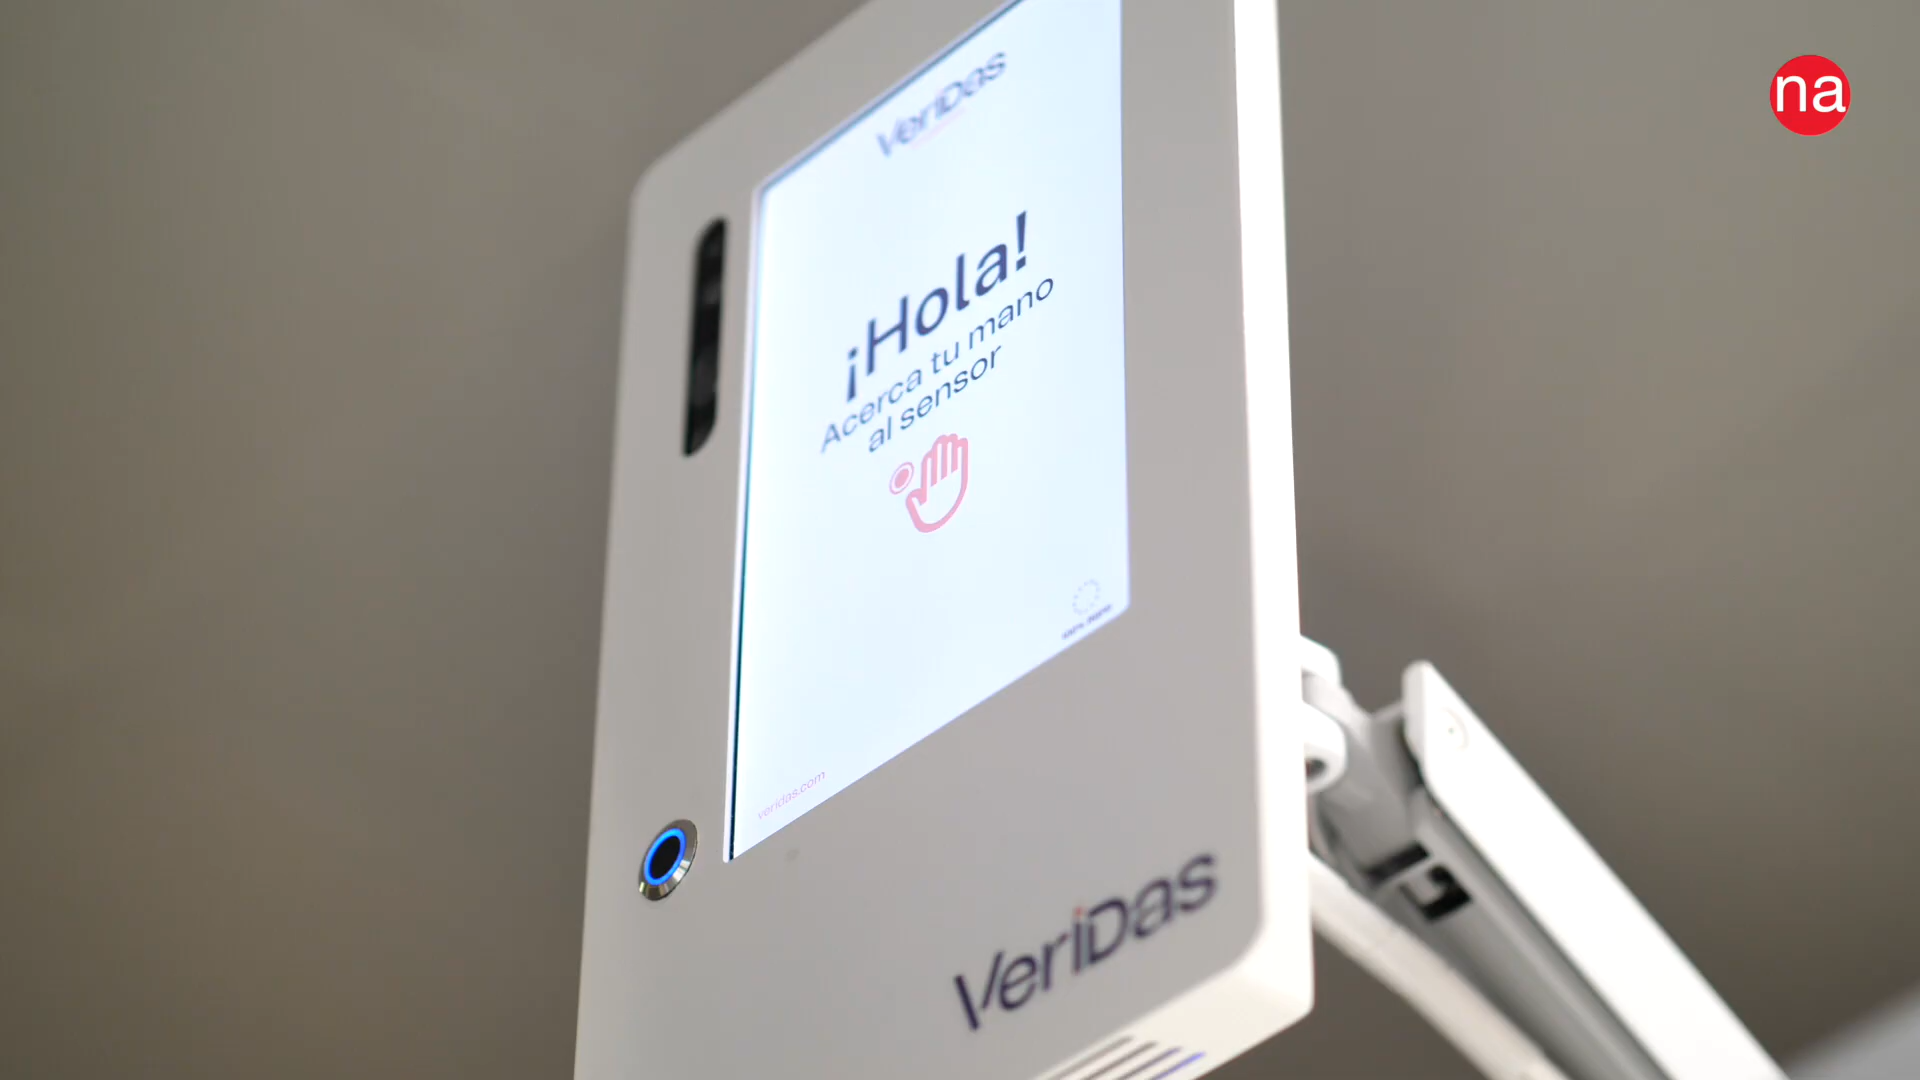 na
VeriDas
¡Hola!
Acerca tu mano
al sensor
veridas.com
VeriDas